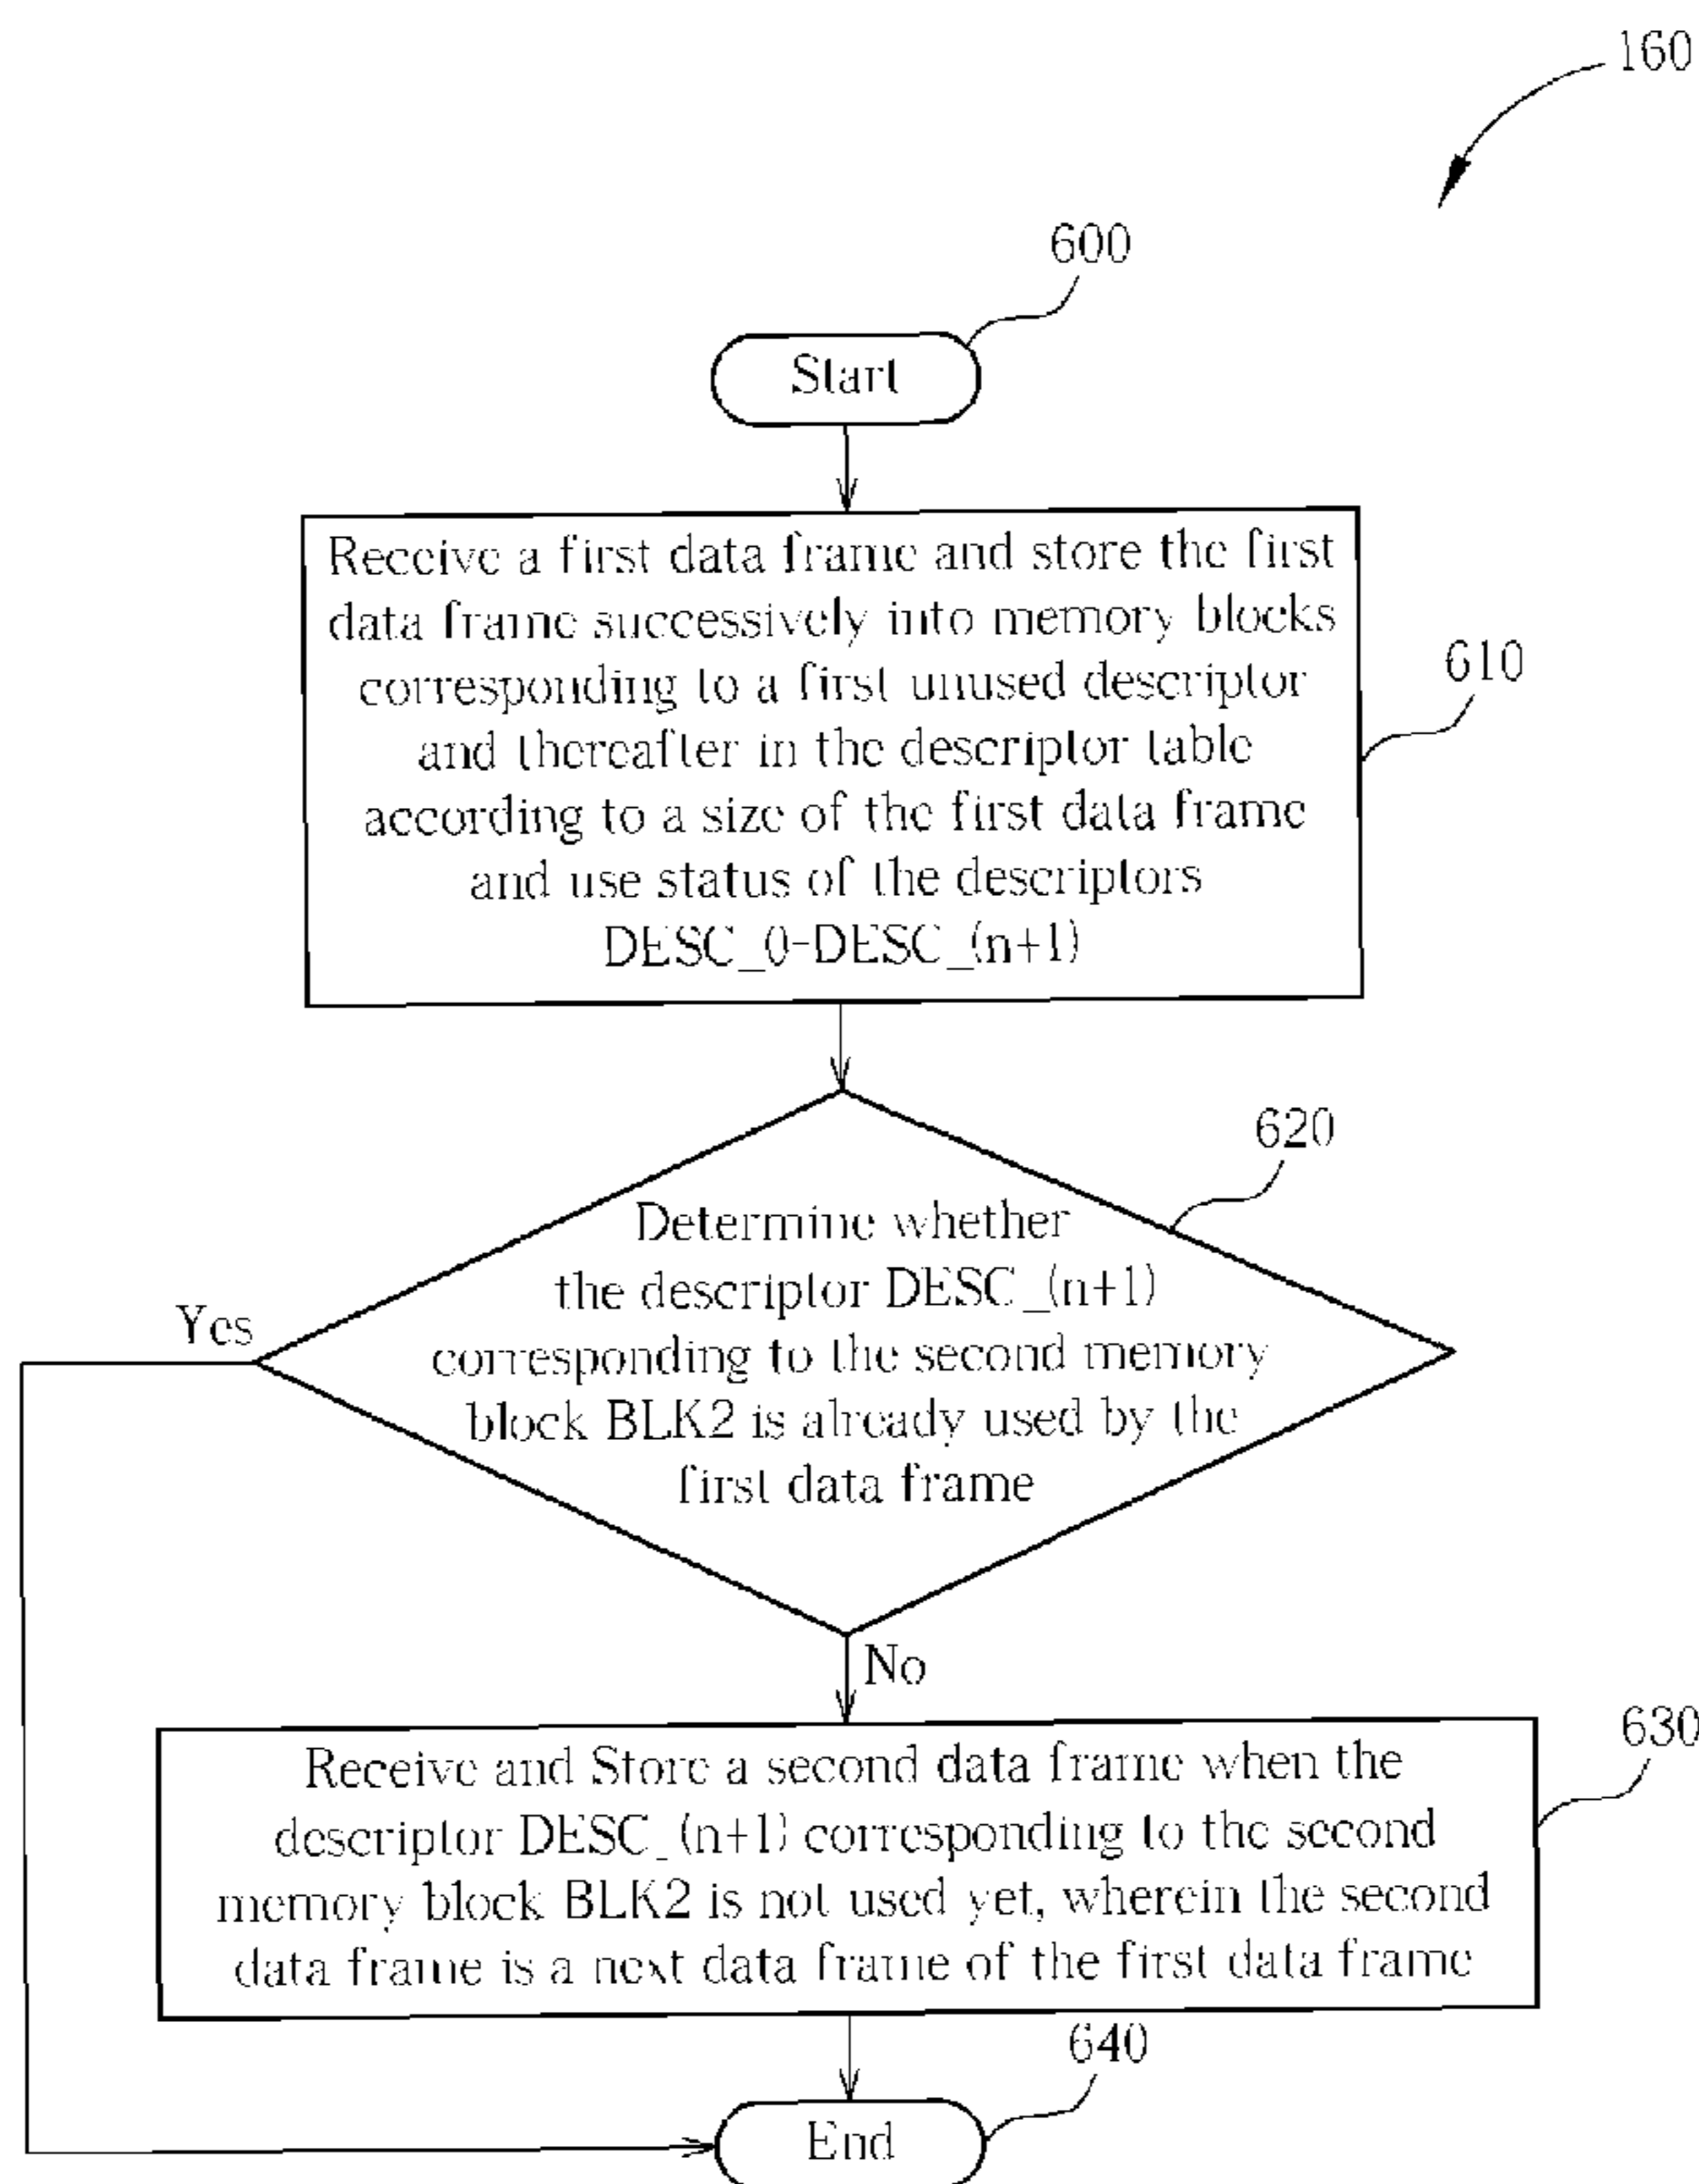 160
600
Start
Receive a first data frame and store the first
data frame successively into memory blocks
corresponding to a first unused descriptor
and thereafter in the descriptor table
according to a size of the first data frame
and use status of the descriptors
DESC_0-DESC_(n+1)
610
620
Determine whether
the descriptor DESC_(n+1)
corresponding to the second memory
block BLK2 is already used by the
first data frame
Yes
No
630
Receive and Store a second data frame when the
descriptor DESC_(n+1) corresponding to the second
memory block BLK2 is not used yet, wherein the second
data frame is a next data frame of the first data frame
640
End